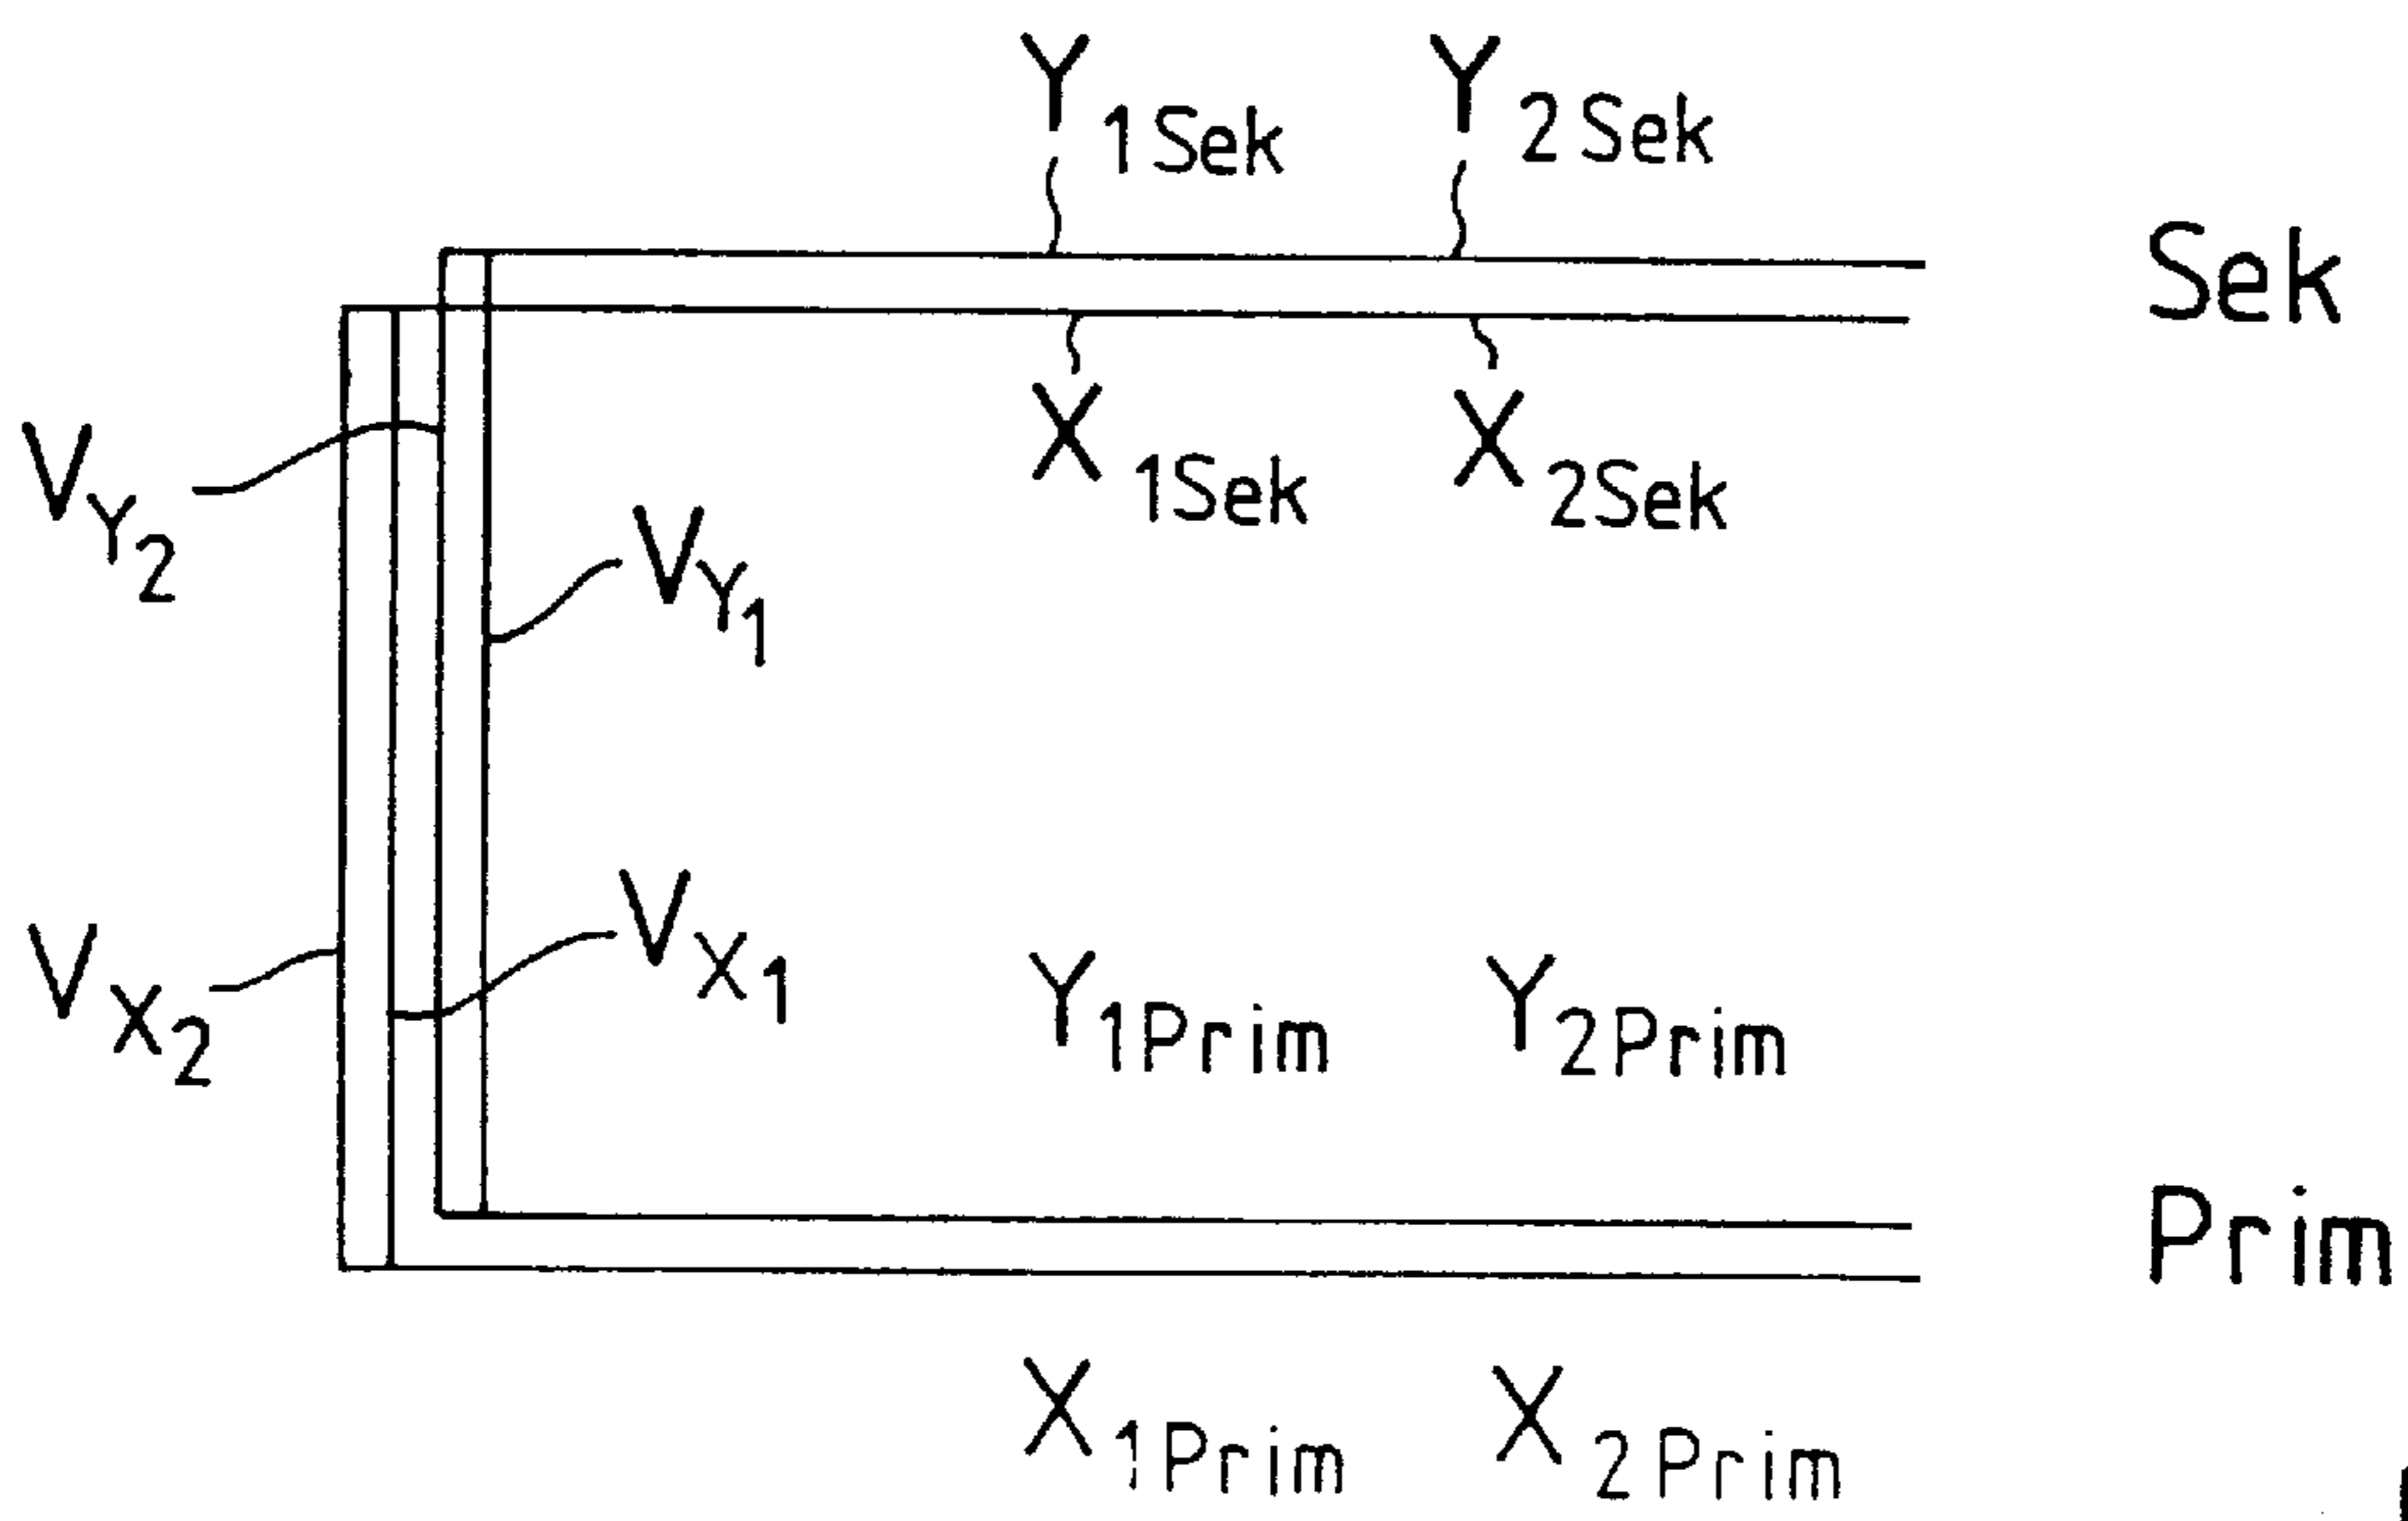 Y1Sek Y2Sek
Sek
X1Sek X2Sek
VY2
VY1
VX1
VX2
Y1Prim Y2Prim
Prim
X1Prim X2Prim